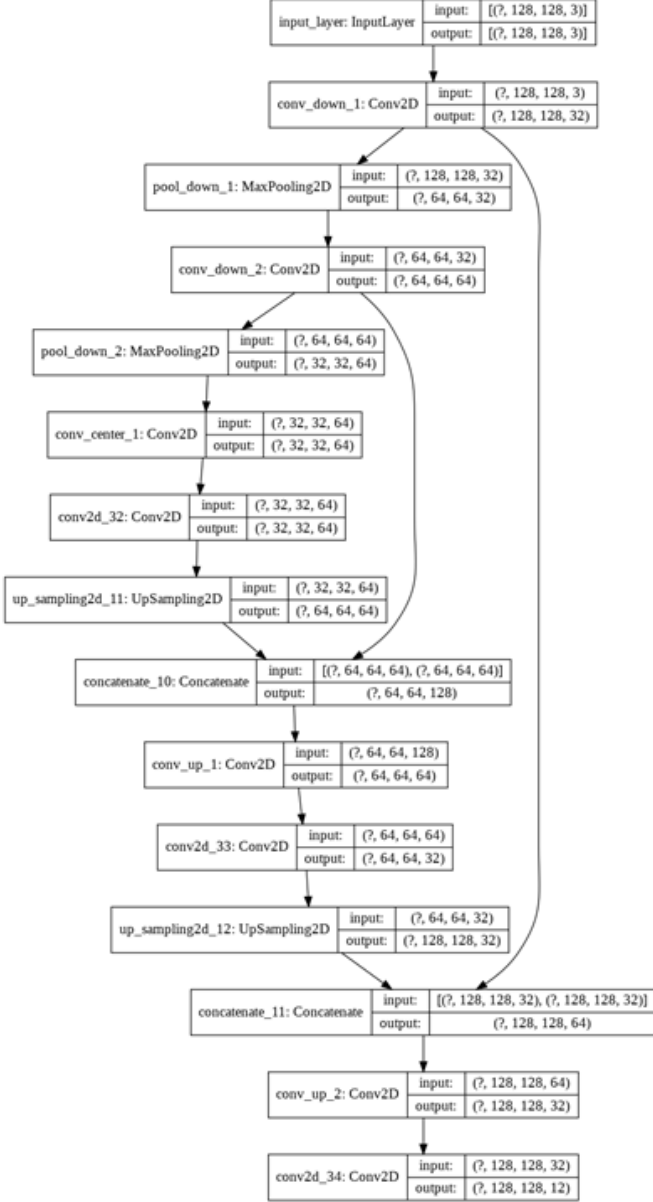 input_layer: InputLayer
input: [(?, 128, 128, 3)]
output: [(?, 128, 128, 3)]
conv_down_1: Conv2D
input: (?, 128, 128, 3)
output: (?, 128, 128, 32)
pool_down_1: MaxPooling2D
input: (?, 128, 128, 32)
output: (?, 64, 64, 32)
conv_down_2: Conv2D
input: (?, 64, 64, 32)
output: (?, 64, 64, 64)
pool_down_2: MaxPooling2D
input: (?, 64, 64, 64)
output: (?, 32, 32, 64)
conv_center_1: Conv2D
input: (?, 32, 32, 64)
output: (?, 32, 32, 64)
conv2d_32: Conv2D
input: (?, 32, 32, 64)
output: (?, 32, 32, 64)
up_sampling2d_11: UpSampling2D
input: (?, 32, 32, 64)
output: (?, 64, 64, 64)
concatenate_10: Concatenate
input: [(?, 64, 64, 64), (?, 64, 64, 64)]
output: (?, 64, 64, 128)
conv_up_1: Conv2D
input: (?, 64, 64, 128)
output: (?, 64, 64, 64)
conv2d_33: Conv2D
input: (?, 64, 64, 64)
output: (?, 64, 64, 32)
up_sampling2d_12: UpSampling2D
input: (?, 64, 64, 32)
output: (?, 128, 128, 32)
concatenate_11: Concatenate
input: [(?, 128, 128, 32), (?, 128, 128, 32)]
output: (?, 128, 128, 64)
conv_up_2: Conv2D
input: (?, 128, 128, 64)
output: (?, 128, 128, 32)
conv2d_34: Conv2D
input: (?, 128, 128, 32)
output: (?, 128, 128, 12)